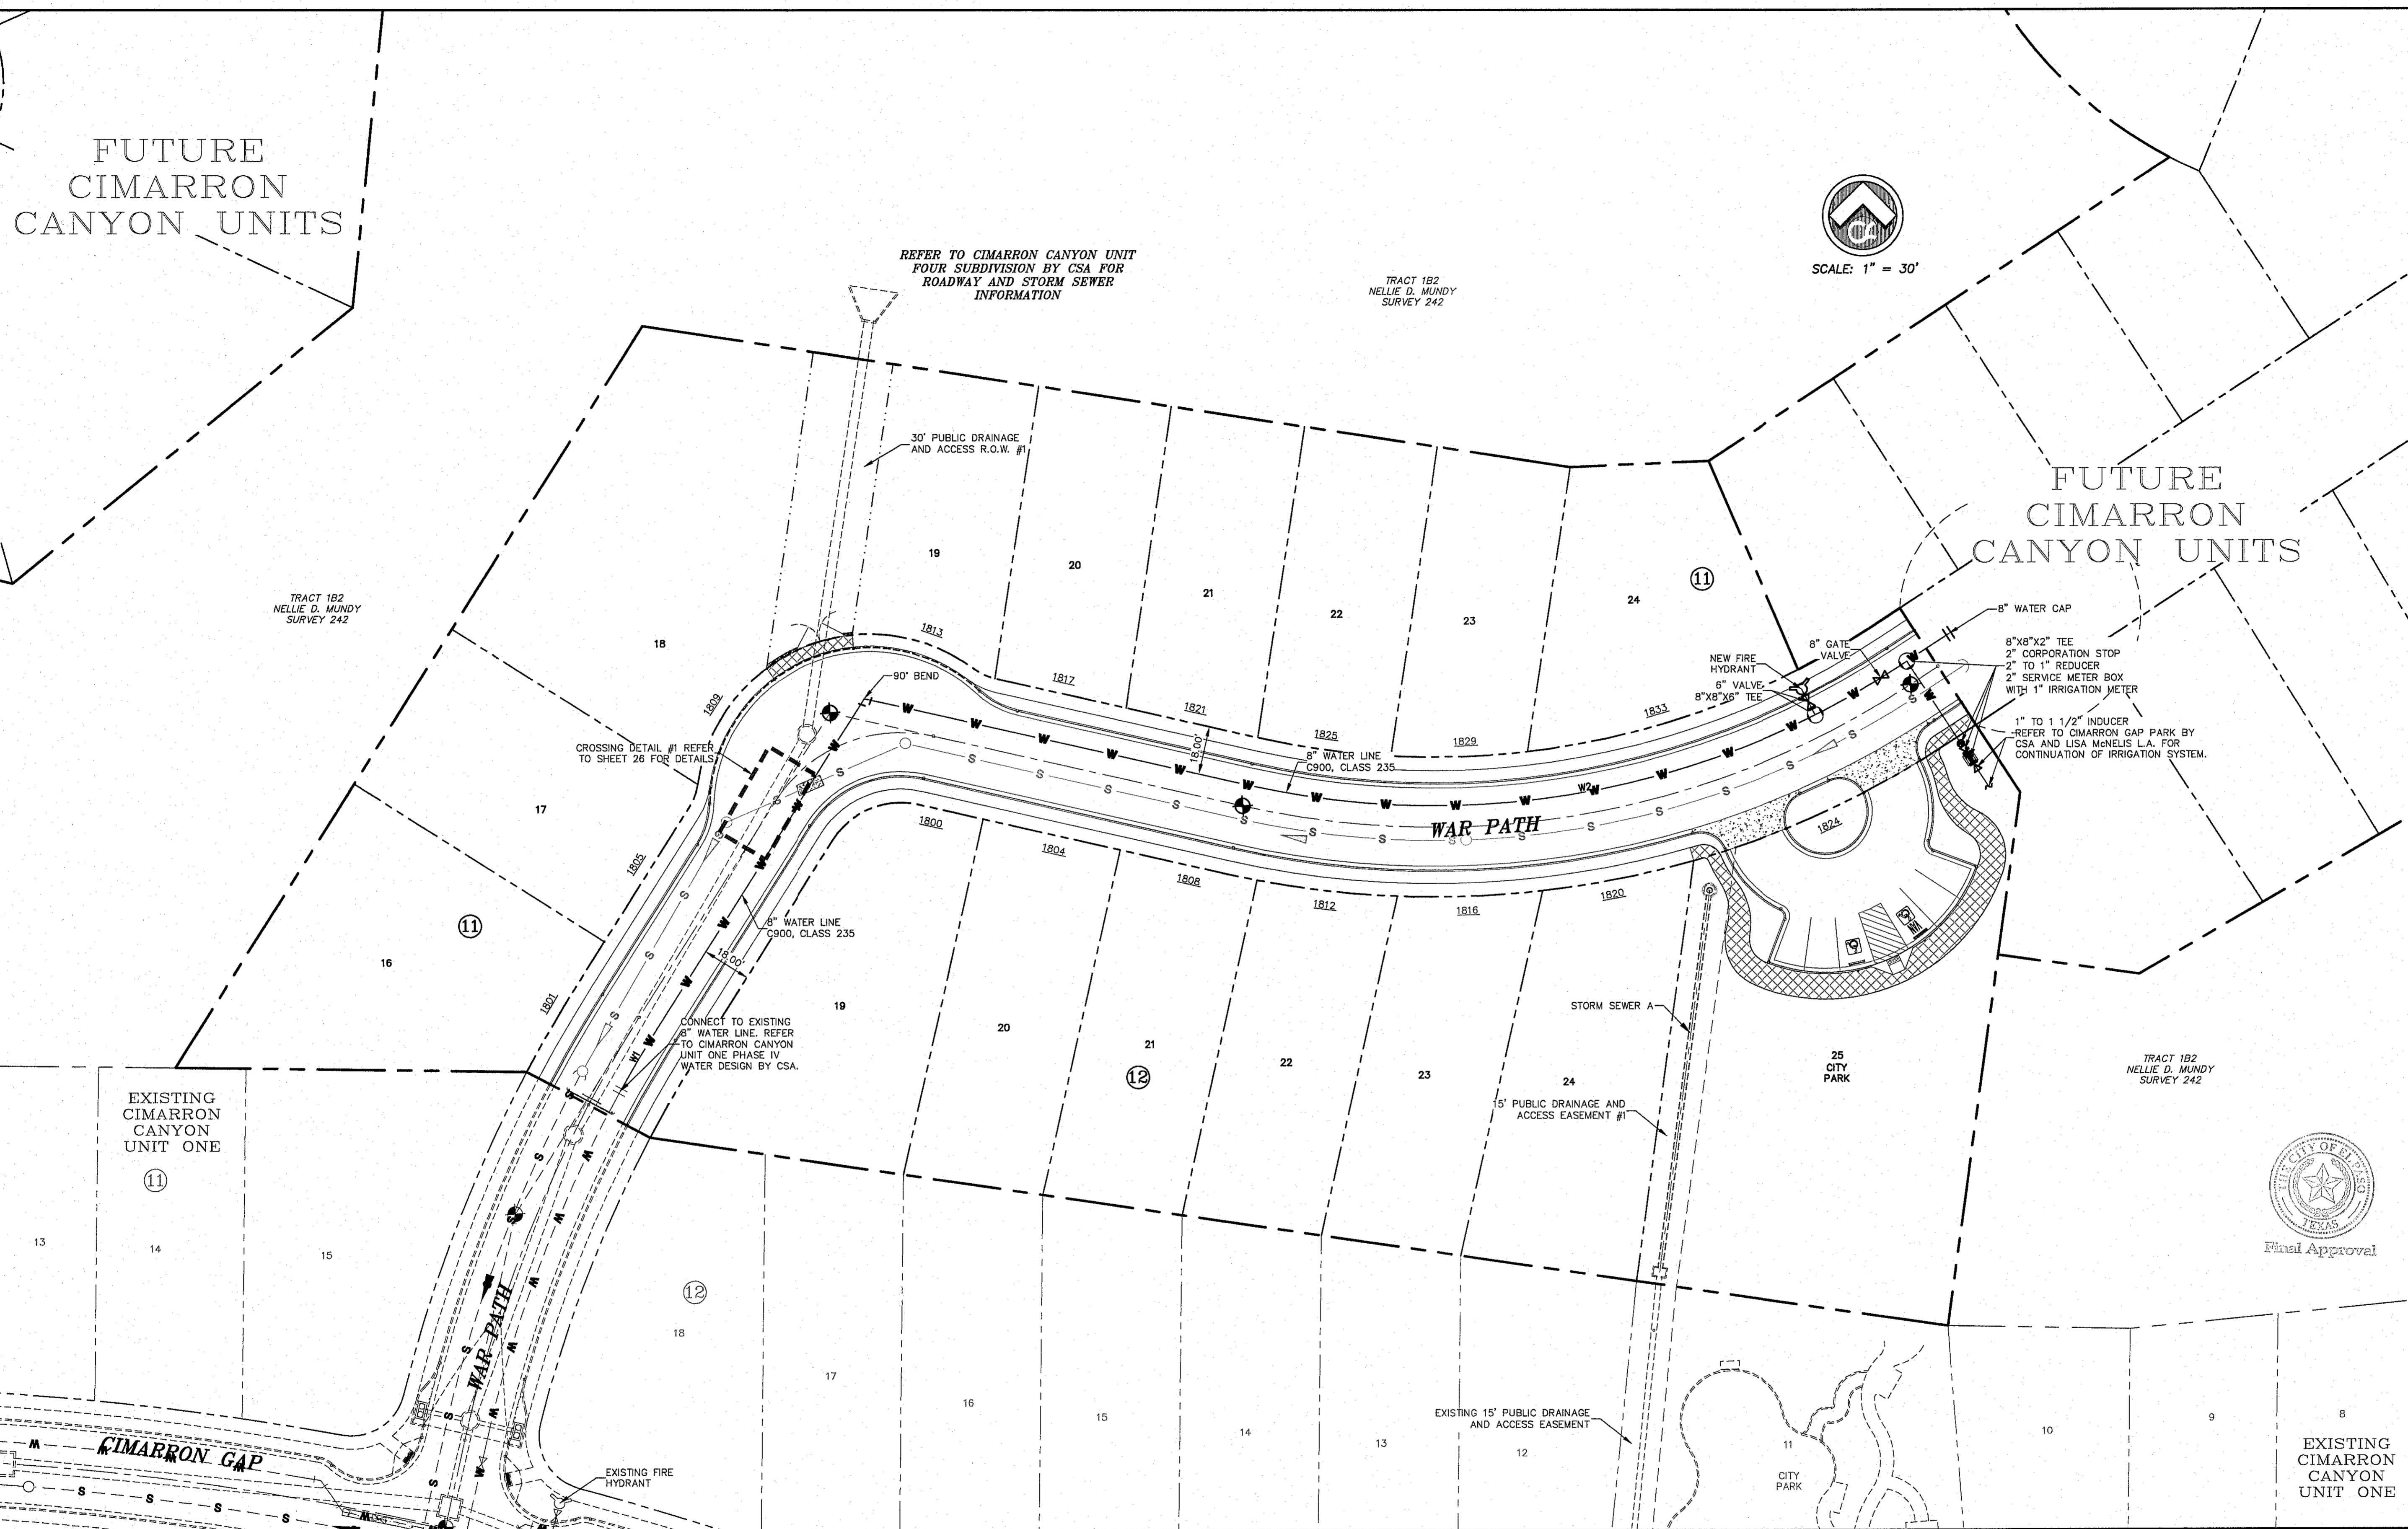 FUTURE
CIMARRON
CANYON UNITS
REFER TO CIMARRON CANYON UNIT
FOUR SUBDIVISION BY CSA FOR
ROADWAY AND STORM SEWER
INFORMATION
TRACT 1B2
NELLIE D. MUNDY
SURVEY 242
SCALE: 1" = 30'
30' PUBLIC DRAINAGE
AND ACCESS R.O.W. #1
FUTURE
CIMARRON
CANYON UNITS
TRACT 1B2
NELLIE D. MUNDY
SURVEY 242
19
20
21
22
23
24
11
18
17
16
11
1813
1817
1821
1825
1829
1833
1809
1805
1801
90° BEND
NEW FIRE
HYDRANT
6" VALVE
8"X8"X6" TEE
8" GATE
VALVE
8" WATER CAP
8"X8"X2" TEE
2" CORPORATION STOP
2" TO 1" REDUCER
2" SERVICE METER BOX
WITH 1" IRRIGATION METER
1" TO 1 1/2" INDUCER
REFER TO CIMARRON GAP PARK BY
CSA AND LISA McNELIS L.A. FOR
CONTINUATION OF IRRIGATION SYSTEM.
CROSSING DETAIL #1 REFER
TO SHEET 26 FOR DETAILS
18.00'
8" WATER LINE
C900, CLASS 235
W2
WAR PATH
1824
1800
1804
1808
1812
1816
1820
8" WATER LINE
C900, CLASS 235
18.00'
W1
CONNECT TO EXISTING
8" WATER LINE. REFER
TO CIMARRON CANYON
UNIT ONE PHASE IV
WATER DESIGN BY CSA.
19
20
21
22
23
24
12
STORM SEWER A
15' PUBLIC DRAINAGE AND
ACCESS EASEMENT #1
25
CITY
PARK
TRACT 1B2
NELLIE D. MUNDY
SURVEY 242
EXISTING
CIMARRON
CANYON
UNIT ONE
11
13
14
15
WAR PATH
12
18
17
16
15
14
13
12
EXISTING 15' PUBLIC DRAINAGE
AND ACCESS EASEMENT
11
CITY
PARK
10
9
8
EXISTING
CIMARRON
CANYON
UNIT ONE
THE CITY OF EL PASO
TEXAS
Final Approval
CIMARRON GAP
EXISTING FIRE
HYDRANT